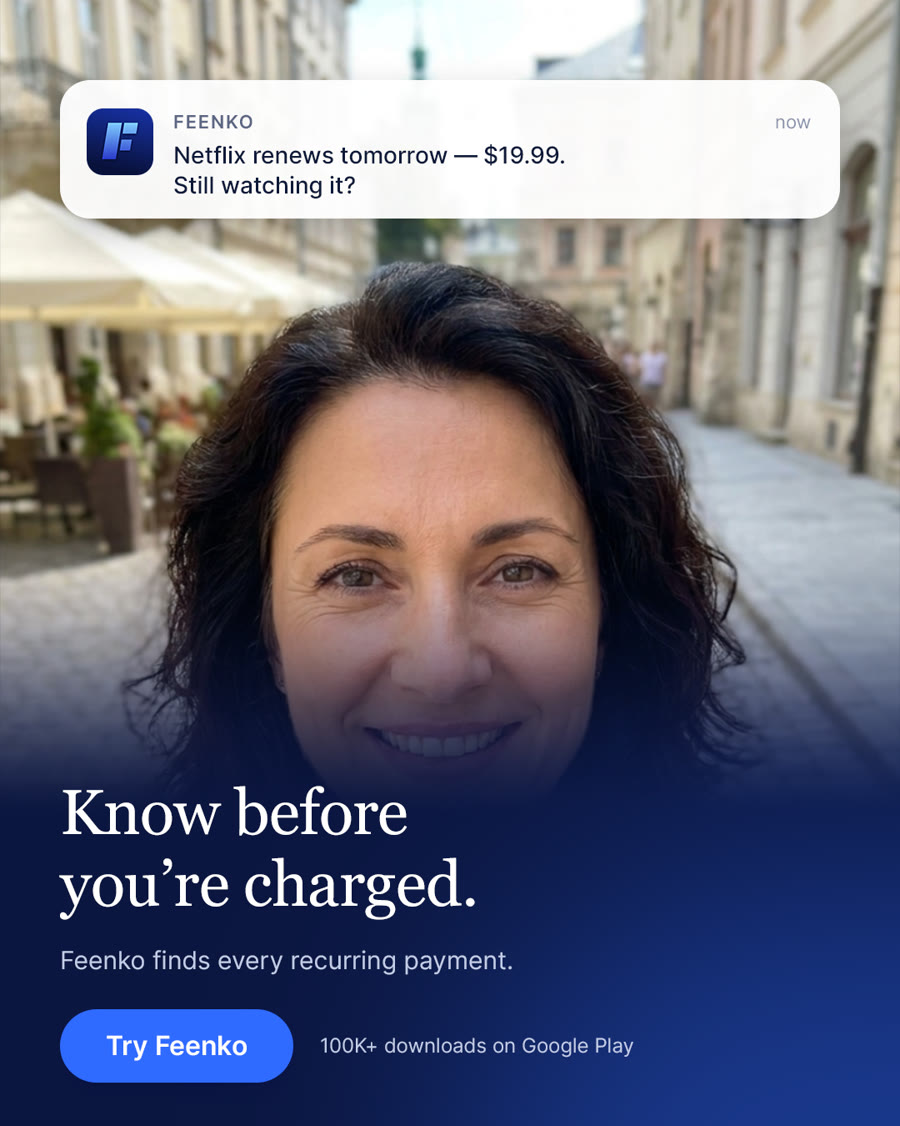 FEENKO
now
Netflix renews tomorrow — $19.99.
Still watching it?
Know before
you’re charged.
Feenko finds every recurring payment.
Try Feenko
100K+ downloads on Google Play